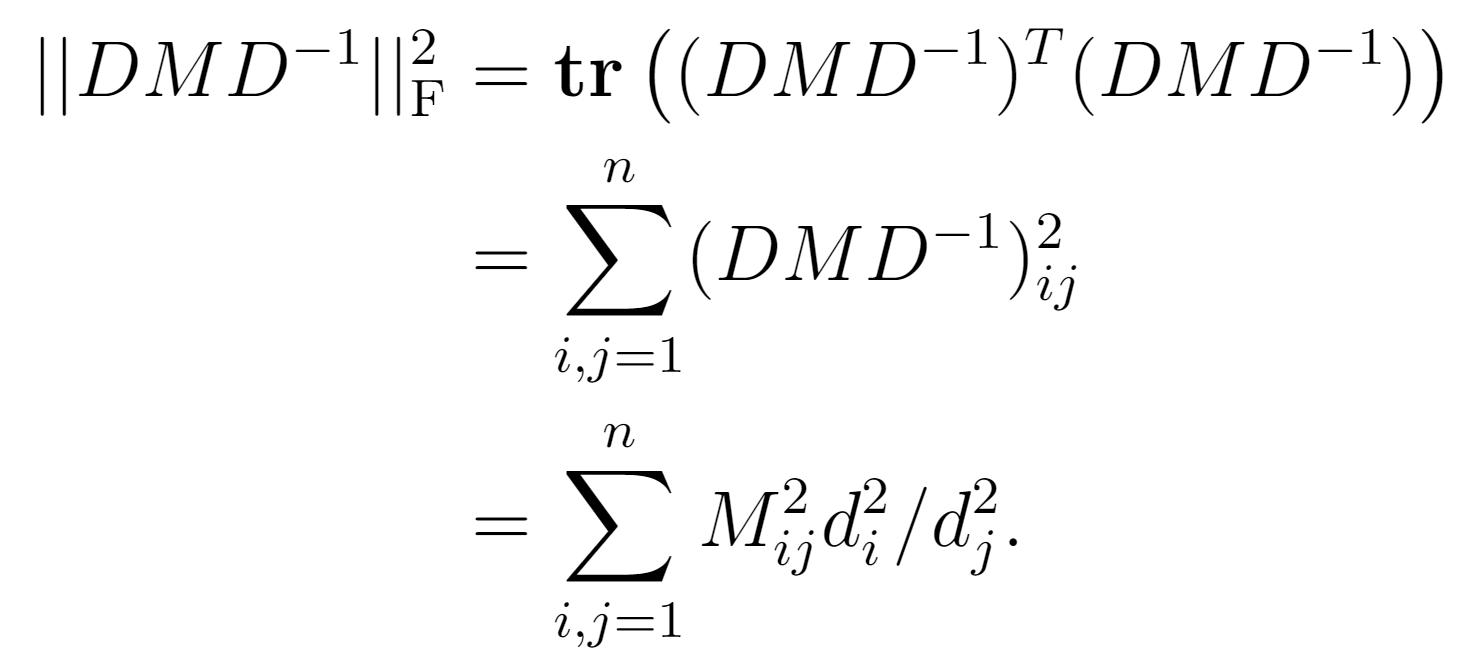 ||DMD^{-1}||_F^2 = tr((DMD^{-1})^T(DMD^{-1}))
= \sum_{i,j=1}^{n} (DMD^{-1})_{ij}^2
= \sum_{i,j=1}^{n} M_{ij}^2 d_i^2 / d_j^2.